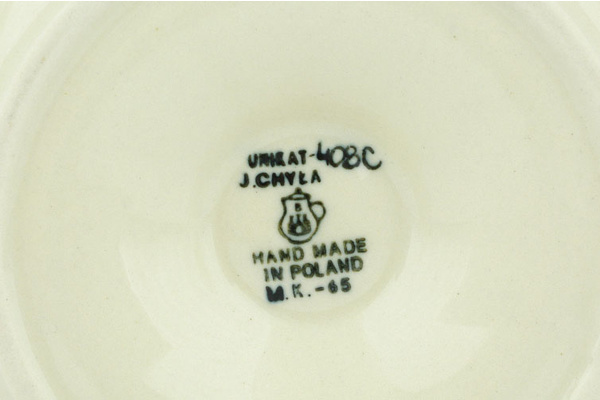 UNIKAT-408C
J.CHYŁA
B
HAND MADE
IN POLAND
M.K.-65